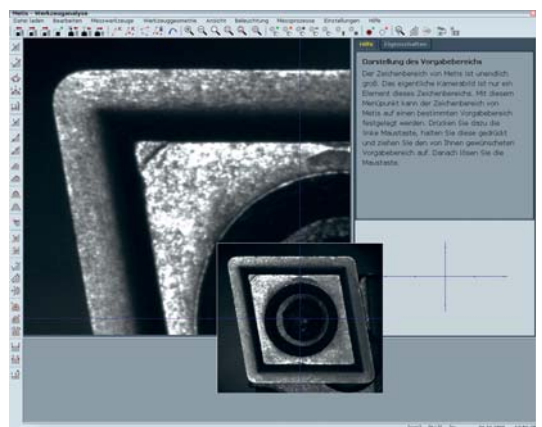 Metis - Werkzeuganalyse
Datei laden Bearbeiten Messwerkzeuge Werkzeuggeometrie Ansicht Beleuchtung Messprozesse Einstellungen Hilfe
Hilfe Eigenschaften
Darstellung des Vorgabebereichs
Der Zeichenbereich von Metis ist unendlich
groß. Das eigentliche Kamerabild ist nur ein
Element dieses Zeichenbereichs. Mit diesem
Menüpunkt kann der Zeichenbereich von
Metis auf einen bestimmten Vorgabebereich
festgelegt werden. Drücken Sie dazu die
linke Maustaste, halten Sie diese gedrückt
und ziehen Sie den von Ihnen gewünschten
Vorgabebereich auf. Danach lösen Sie die
Maustaste.